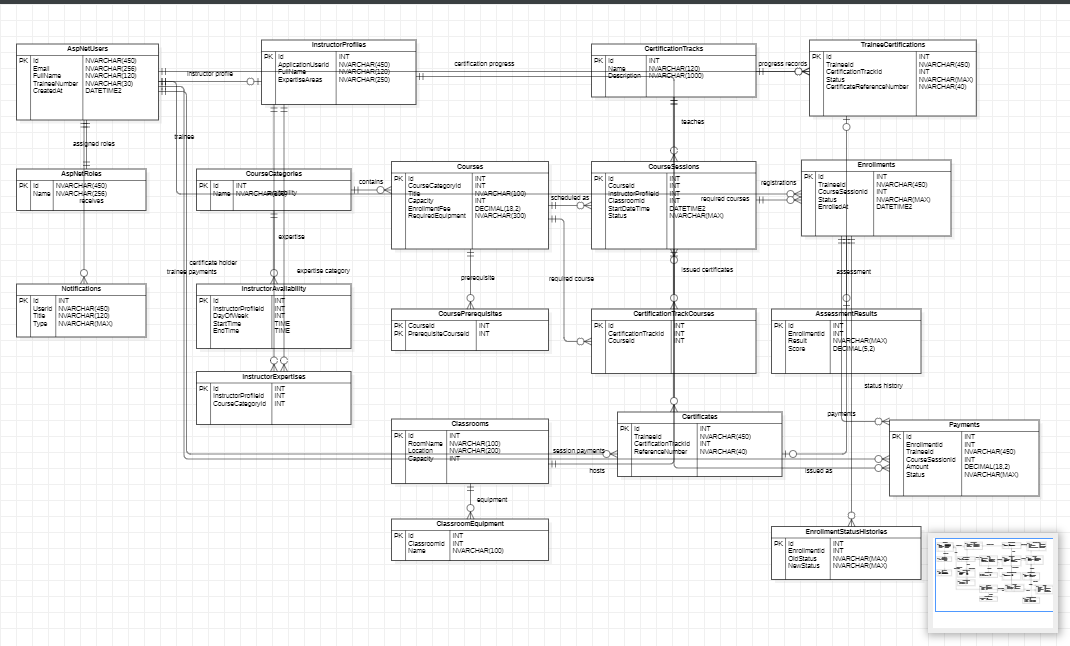 AspNetUsers
PK Id NVARCHAR(450)
Email NVARCHAR(256)
FullName NVARCHAR(120)
TraineeNumber NVARCHAR(30)
CreatedAt DATETIME2
InstructorProfiles
PK Id INT
ApplicationUserId NVARCHAR(450)
FullName NVARCHAR(120)
ExpertiseAreas NVARCHAR(250)
CertificationTracks
PK Id INT
Name NVARCHAR(120)
Description NVARCHAR(1000)
TraineeCertifications
PK Id INT
TraineeId NVARCHAR(450)
CertificationTrackId INT
Status NVARCHAR(MAX)
CertificateReferenceNumber NVARCHAR(40)
instructor profile
certification progress
progress records
teaches
trainee
assigned roles
AspNetRoles
PK Id NVARCHAR(450)
Name NVARCHAR(256)
receives
CourseCategories
PK Id INT
Name
contains
Courses
PK Id INT
CourseCategoryId INT
Title NVARCHAR(100)
Capacity INT
EnrollmentFee DECIMAL(18,2)
RequiredEquipment NVARCHAR(300)
scheduled as
CourseSessions
PK Id INT
CourseId INT
InstructorProfileId INT
ClassroomId INT
StartDateTime DATETIME2
Status NVARCHAR(MAX)
required courses
registrations
Enrollments
PK Id INT
TraineeId NVARCHAR(450)
CourseSessionId INT
Status NVARCHAR(MAX)
EnrolledAt DATETIME2
expertise
certificate holder
trainee payments
expertise category
prerequisite
required course
issued certificates
assessment
Notifications
PK Id INT
UserId NVARCHAR(450)
Title NVARCHAR(120)
Type NVARCHAR(MAX)
InstructorAvailability
PK Id INT
InstructorProfileId INT
DayOfWeek INT
StartTime TIME
EndTime TIME
CoursePrerequisites
PK CourseId INT
PK PrerequisiteCourseId INT
CertificationTrackCourses
PK Id INT
CertificationTrackId INT
CourseId INT
AssessmentResults
PK Id INT
EnrollmentId INT
Result NVARCHAR(MAX)
Score DECIMAL(5,2)
InstructorExpertises
PK Id INT
InstructorProfileId INT
CourseCategoryId INT
status history
payments
Classrooms
PK Id INT
RoomName NVARCHAR(100)
Location NVARCHAR(200)
Capacity INT
session payments
hosts
Certificates
PK Id INT
TraineeId NVARCHAR(450)
CertificationTrackId INT
ReferenceNumber NVARCHAR(40)
issued as
Payments
PK Id INT
EnrollmentId INT
TraineeId NVARCHAR(450)
CourseSessionId INT
Amount DECIMAL(18,2)
Status NVARCHAR(MAX)
equipment
ClassroomEquipment
PK Id INT
ClassroomId INT
Name NVARCHAR(100)
EnrollmentStatusHistories
PK Id INT
EnrollmentId INT
OldStatus NVARCHAR(MAX)
NewStatus NVARCHAR(MAX)